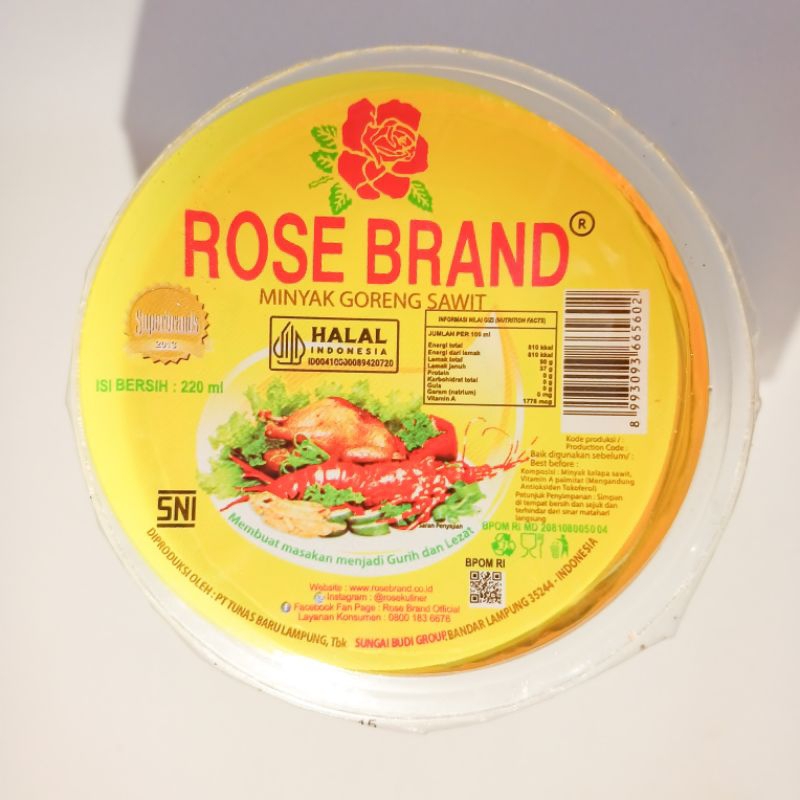 ROSE BRAND®
MINYAK GORENG SAWIT
Superbrands
2013
HALAL
INDONESIA
ID00410000089420720
ISI BERSIH : 220 ml
INFORMASI NILAI GIZI (NUTRITION FACTS)
JUMLAH PER 100 ml
Energi total 810 kkal
Energi dari lemak 810 kkal
Lemak total 90 g
Lemak jenuh 37 g
Protein 0 g
Karbohidrat total 0 g
Gula 0 g
Garam (natrium) 0 mg
Vitamin A 1778 mcg
8 993093 665602
Kode produksi / :
Production Code :
Baik digunakan sebelum/ :
Best before :
Komposisi : Minyak kelapa sawit,
Vitamin A palmitat (Mengandung
Antioksidan Tokoferol)
Petunjuk Penyimpanan : Simpan
di tempat bersih dan sejuk dan
terhindar dari sinar matahari
langsung
SNI
Saran Penyajian
Membuat masakan menjadi Gurih dan Lezat
BPOM RI MD 208108005004
BPOM RI
Website : www.rosebrand.co.id
Instagram : @rosekuliner
Facebook Fan Page : Rose Brand Official
Layanan Konsumen : 0800 183 6676
DIPRODUKSI OLEH : PT TUNAS BARU LAMPUNG, Tbk SUNGAI BUDI GROUP, BANDAR LAMPUNG 35244 - INDONESIA